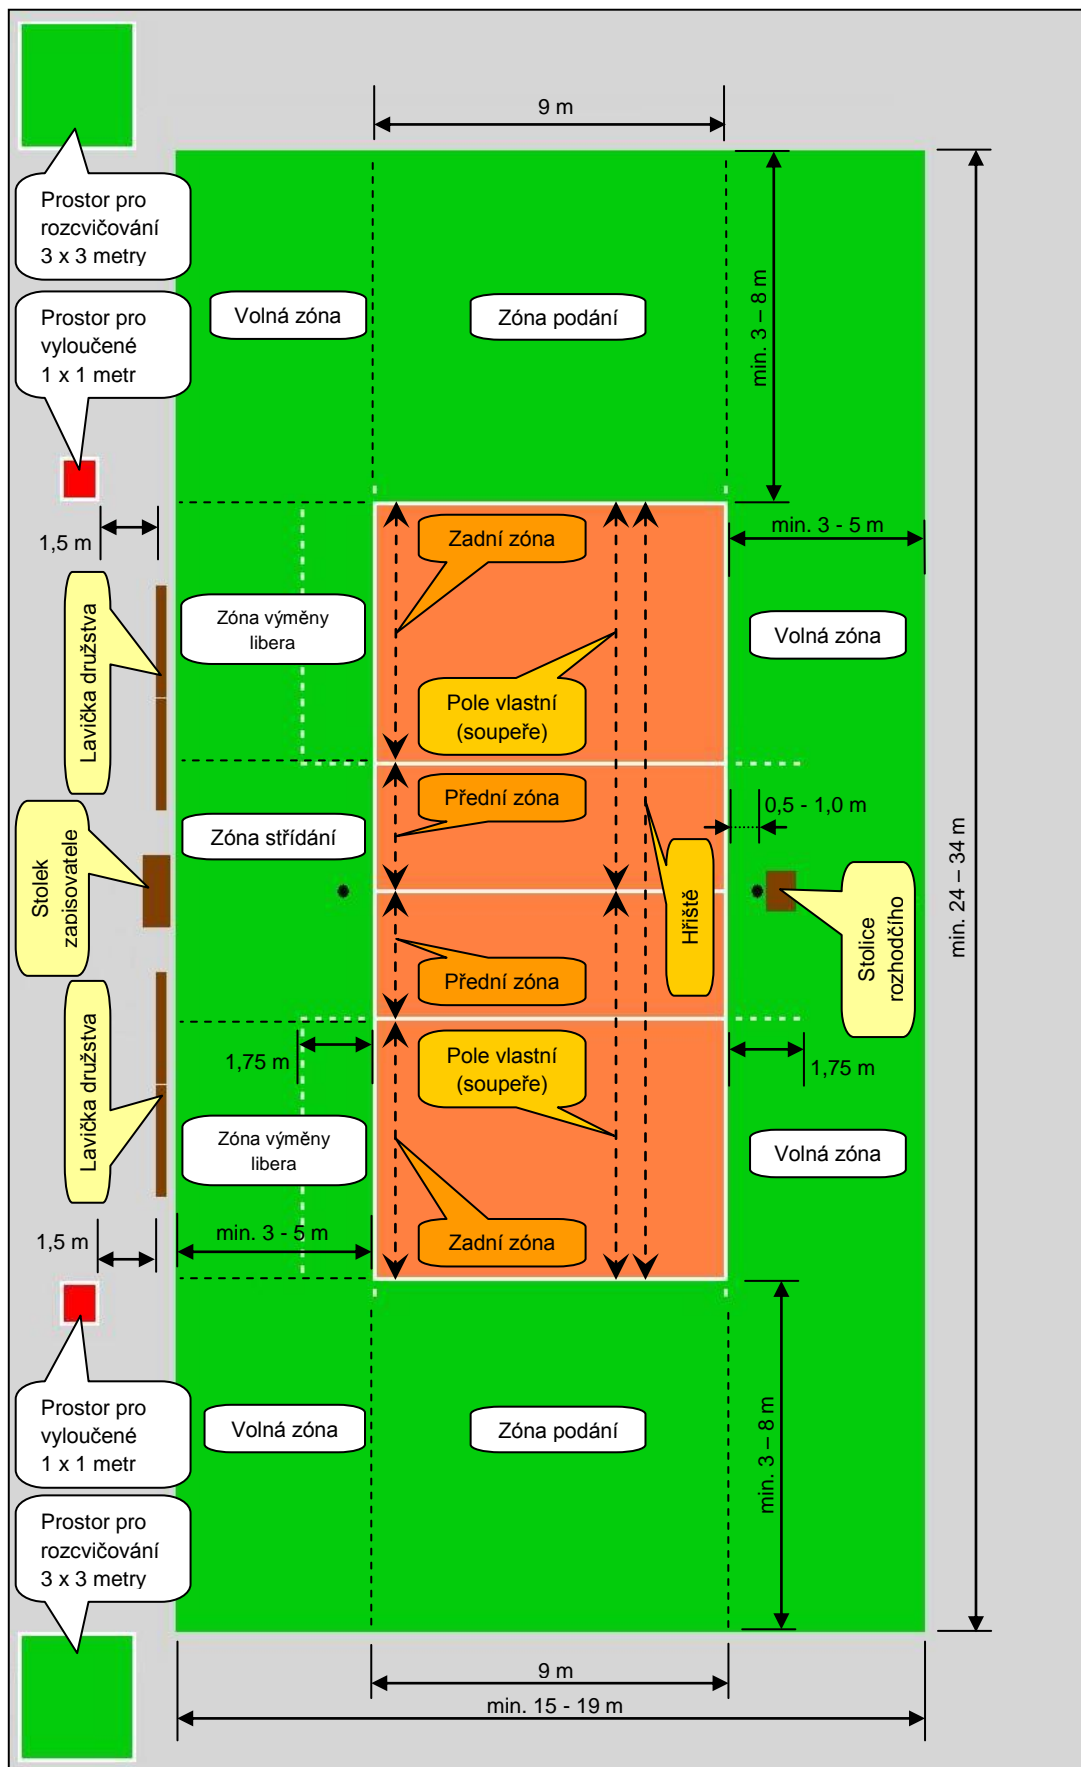 9 m
Prostor pro
rozcvičování
3 x 3 metry
Prostor pro
vyloučené
1 x 1 metr
Volná zóna
Zóna podání
min. 3 – 8 m
1,5 m
Zadní zóna
min. 3 - 5 m
Lavička družstva
Zóna výměny
libera
Volná zóna
Pole vlastní
(soupeře)
Přední zóna
0,5 - 1,0 m
Zóna střídání
Stolek
zapisovatele
Hřiště
Stolice
rozhodčího
min. 24 – 34 m
Přední zóna
Lavička družstva
1,75 m
Pole vlastní
(soupeře)
1,75 m
Zóna výměny
libera
Volná zóna
1,5 m
min. 3 - 5 m
Zadní zóna
Prostor pro
vyloučené
1 x 1 metr
Volná zóna
Zóna podání
min. 3 – 8 m
Prostor pro
rozcvičování
3 x 3 metry
9 m
min. 15 - 19 m